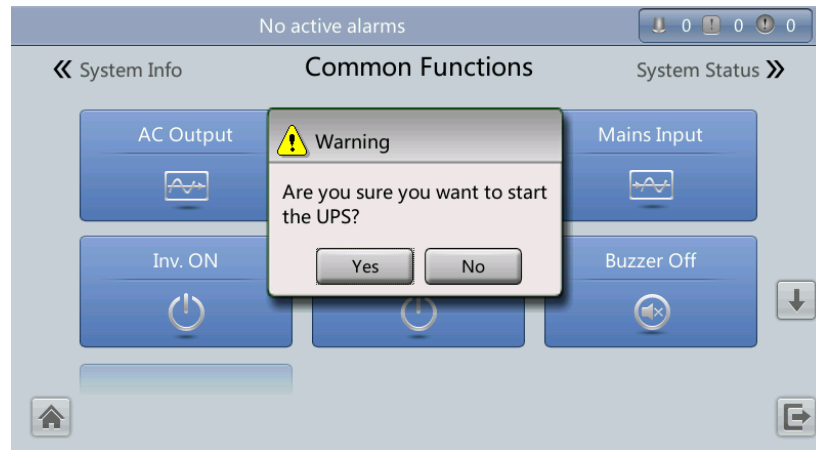 No active alarms
0 0 0
System Info
Common Functions
System Status
AC Output
Warning
Mains Input
Are you sure you want to start
the UPS?
Yes
No
Inv. ON
Buzzer Off